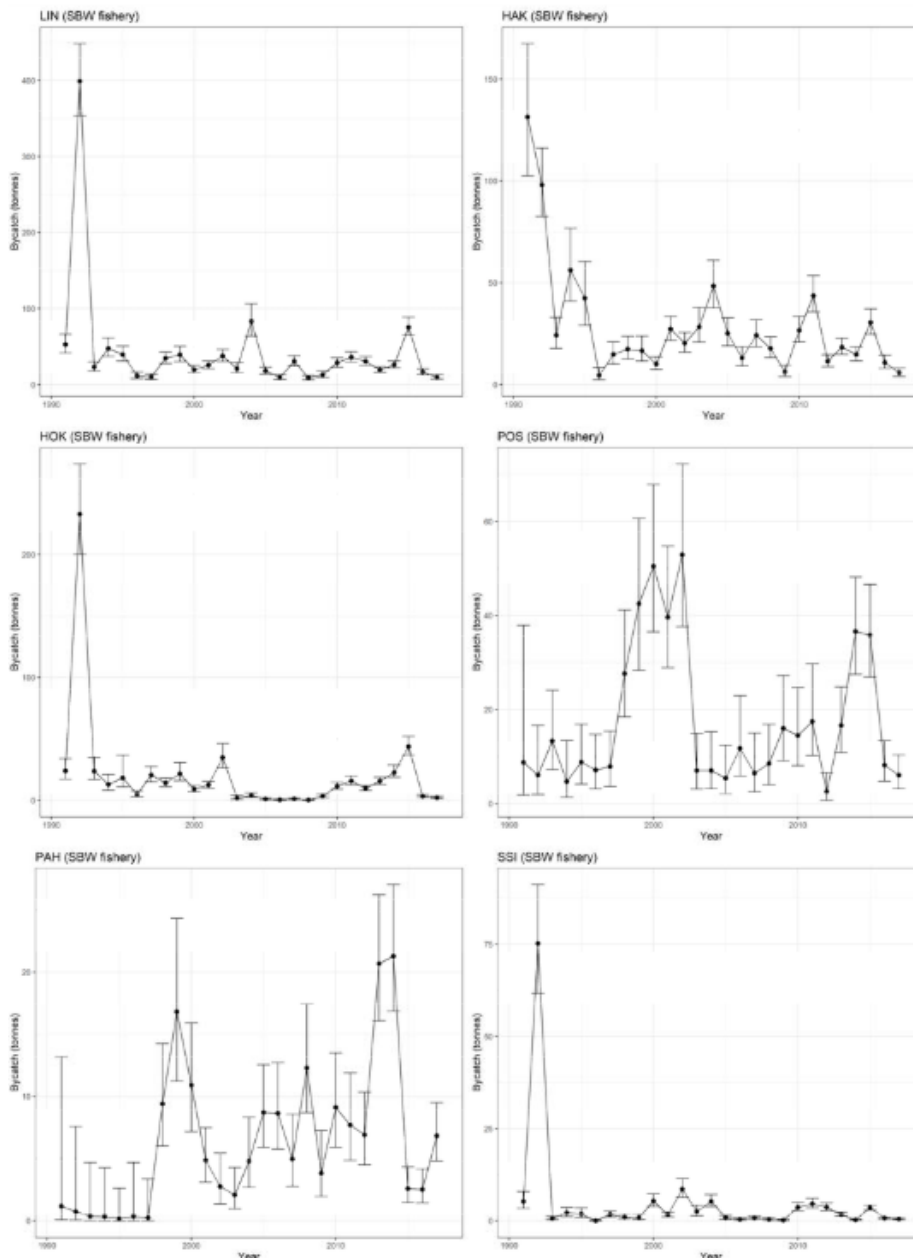 LIN (SBW fishery)
Bycatch (tonnes)
400
300
200
100
0
1990
2000
2010
Year
HAK (SBW fishery)
Bycatch (tonnes)
150
100
50
0
1990
2000
2010
Year
HOK (SBW fishery)
Bycatch (tonnes)
200
100
0
1990
2000
2010
Year
POS (SBW fishery)
Bycatch (tonnes)
60
40
20
0
1990
2000
2010
Year
PAH (SBW fishery)
Bycatch (tonnes)
20
10
0
1990
2000
2010
Year
SSI (SBW fishery)
Bycatch (tonnes)
75
50
25
0
1990
2000
2010
Year